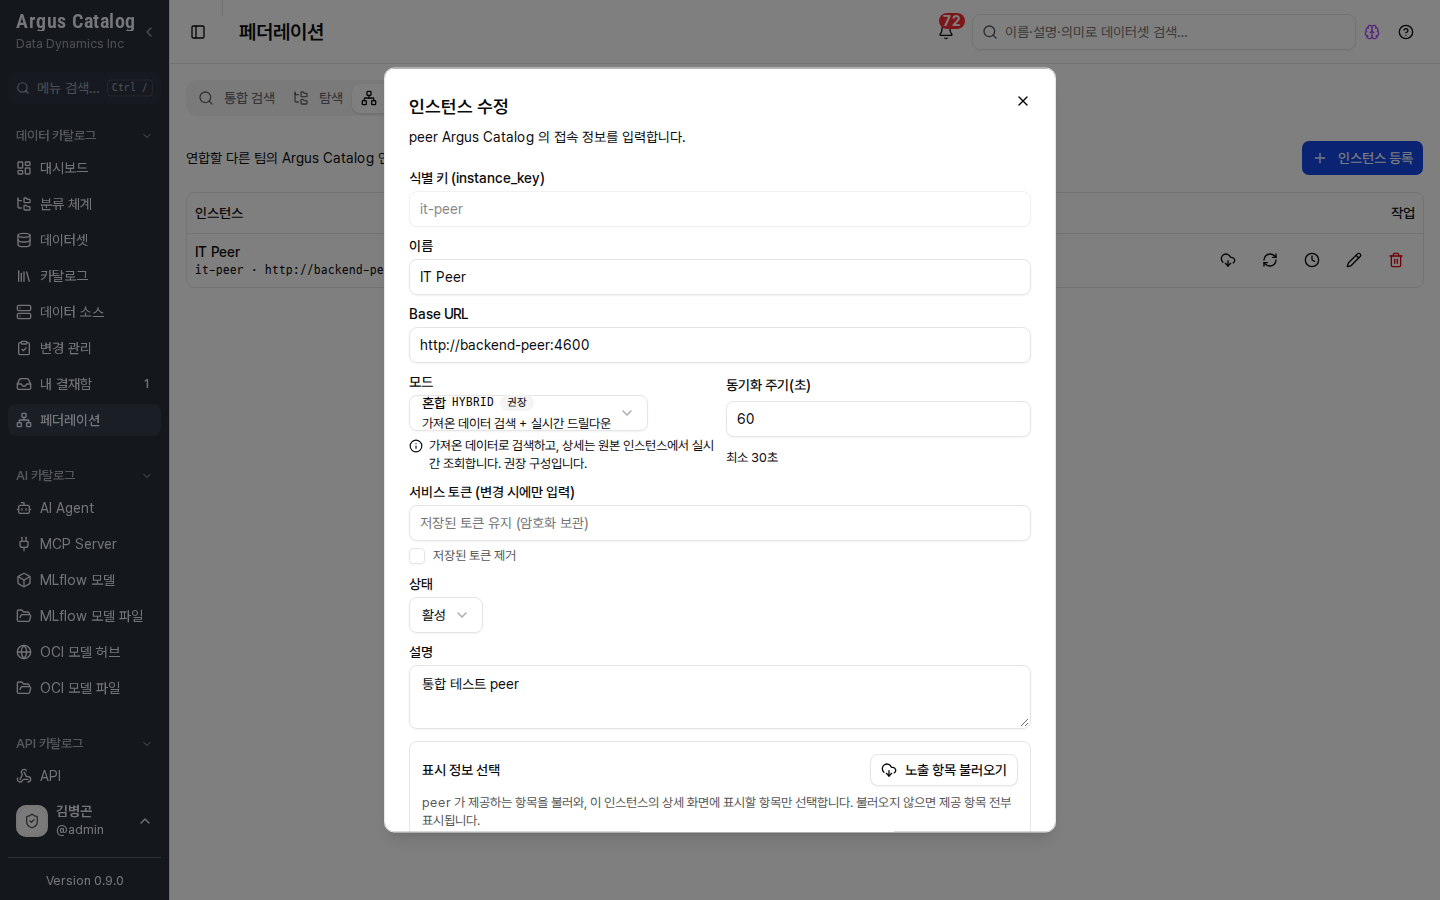 Argus Catalog
Data Dynamics Inc
메뉴 검색...
Ctrl /
데이터 카탈로그
대시보드
분류 체계
데이터셋
카탈로그
데이터 소스
변경 관리
내 결재함
1
페더레이션
AI 카탈로그
AI Agent
MCP Server
MLflow 모델
MLflow 모델 파일
OCI 모델 허브
OCI 모델 파일
API 카탈로그
API
김병곤
@admin
Version 0.9.0
페더레이션
72
이름·설명·의미로 데이터셋 검색...
통합 검색
탐색
연합할 다른 팀의 Argus Catalog
인스턴스 등록
인스턴스
작업
IT Peer
it-peer · http://backend-pe
인스턴스 수정
peer Argus Catalog 의 접속 정보를 입력합니다.
식별 키 (instance_key)
it-peer
이름
IT Peer
Base URL
http://backend-peer:4600
모드
혼합 HYBRID 권장
가져온 데이터 검색 + 실시간 드릴다운
가져온 데이터로 검색하고, 상세는 원본 인스턴스에서 실시
간 조회합니다. 권장 구성입니다.
동기화 주기(초)
60
최소 30초
서비스 토큰 (변경 시에만 입력)
저장된 토큰 유지 (암호화 보관)
저장된 토큰 제거
상태
활성
설명
통합 테스트 peer
표시 정보 선택
노출 항목 불러오기
peer 가 제공하는 항목을 불러와, 이 인스턴스의 상세 화면에 표시할 항목만 선택합니다. 불러오지 않으면 제공 항목 전부
표시됩니다.